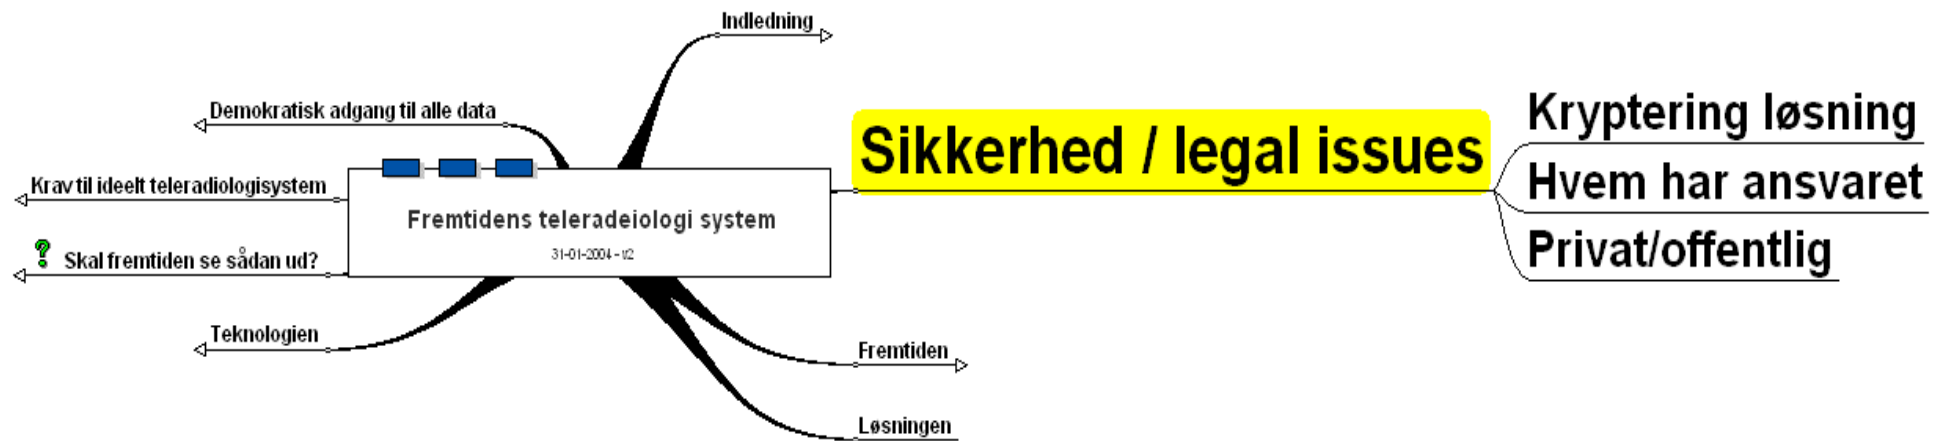 Indledning
Demokratisk adgang til alle data
Krav til ideelt teleradiologisystem
Skal fremtiden se sådan ud?
Teknologien
Fremtidens teleradeiologi system
31-01-2004 - v2
Sikkerhed / legal issues
Kryptering løsning
Hvem har ansvaret
Privat/offentlig
Fremtiden
Løsningen